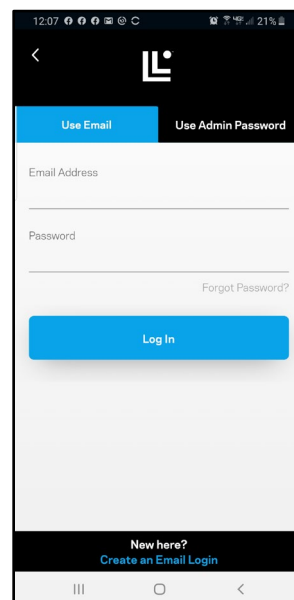 12:07 21%
Use Email Use Admin Password
Email Address
Password
Forgot Password?
Log In
New here?
Create an Email Login